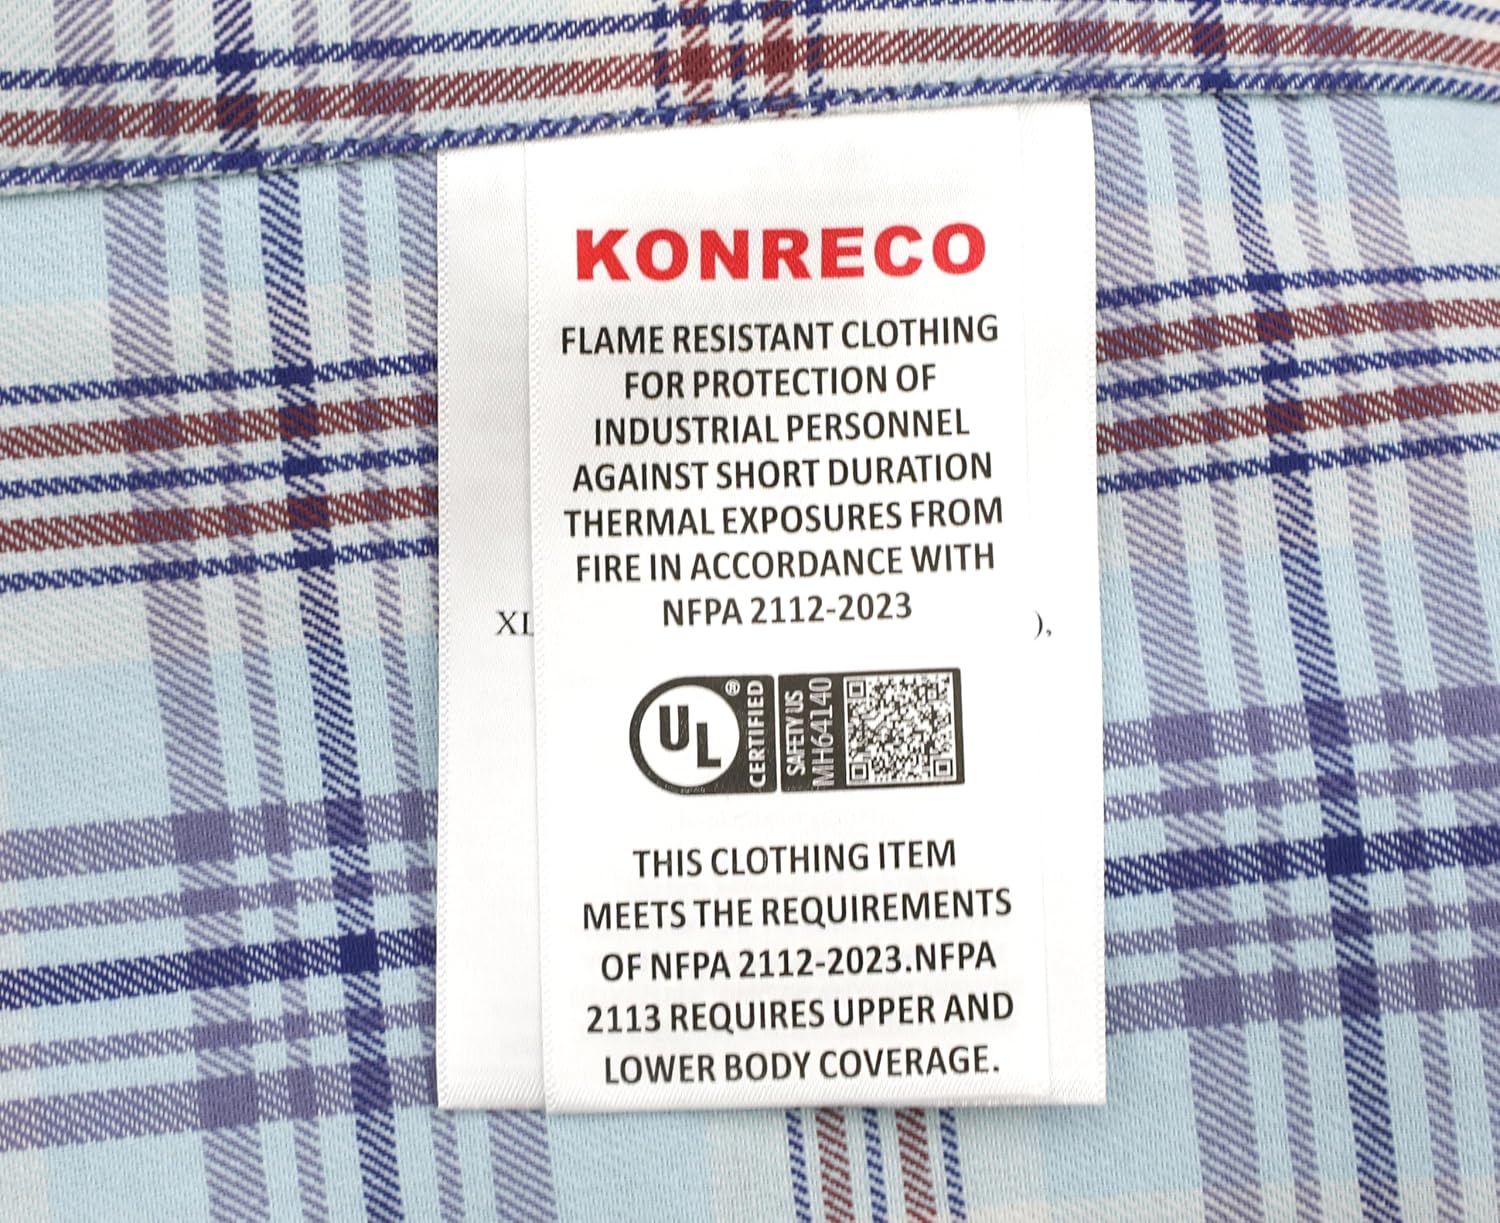 KONRECO
FLAME RESISTANT CLOTHING
FOR PROTECTION OF
INDUSTRIAL PERSONNEL
AGAINST SHORT DURATION
THERMAL EXPOSURES FROM
FIRE IN ACCORDANCE WITH
NFPA 2112-2023
XL
),
UL ®
CERTIFIED
SAFETY US
MH64140
THIS CLOTHING ITEM
MEETS THE REQUIREMENTS
OF NFPA 2112-2023.NFPA
2113 REQUIRES UPPER AND
LOWER BODY COVERAGE.